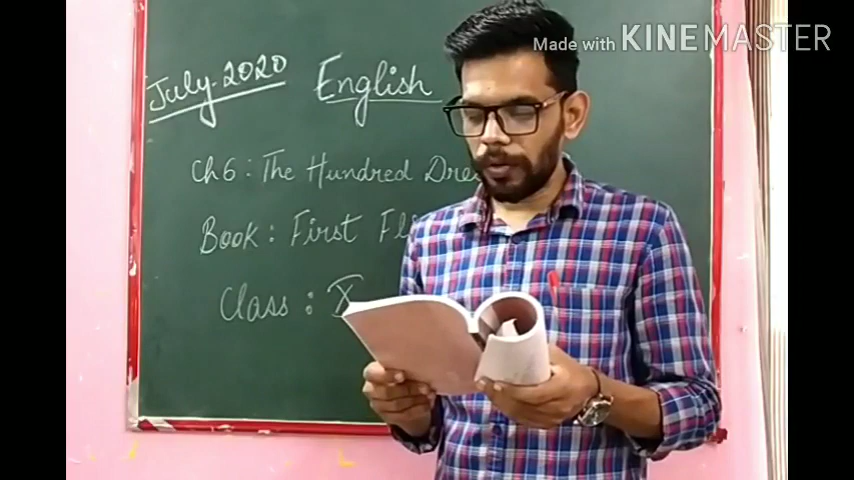 Made with KINEMASTER
July-2020
English
Ch6: The Hundred
Book: First
Class: X